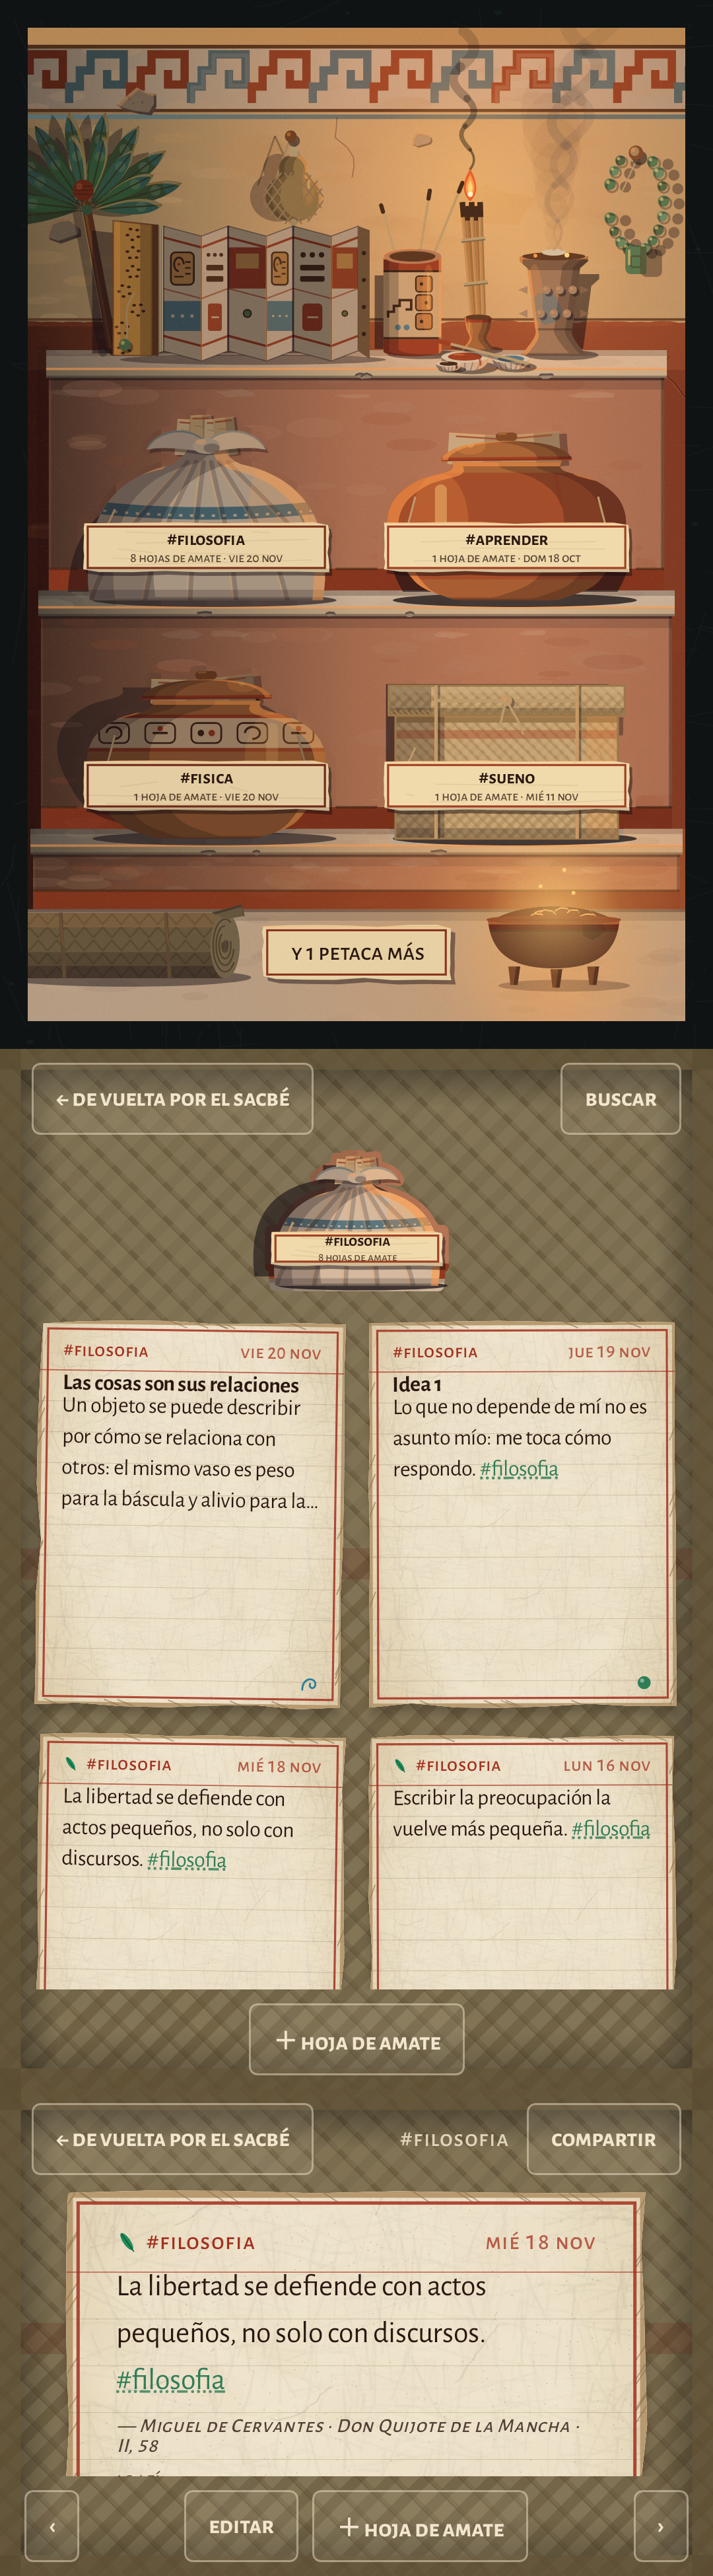 #FILOSOFIA
8 HOJAS DE AMATE · VIE 20 NOV
#APRENDER
1 HOJA DE AMATE · DOM 18 OCT
#FISICA
1 HOJA DE AMATE · VIE 20 NOV
#SUENO
1 HOJA DE AMATE · MIÉ 11 NOV
Y 1 PETACA MÁS
← DE VUELTA POR EL SACBÉ
BUSCAR
#FILOSOFIA
8 HOJAS DE AMATE
#FILOSOFIA VIE 20 NOV
Las cosas son sus relaciones
Un objeto se puede describir
por cómo se relaciona con
otros: el mismo vaso es peso
para la báscula y alivio para la...
#FILOSOFIA JUE 19 NOV
Idea 1
Lo que no depende de mí no es
asunto mío: me toca cómo
respondo. #filosofia
#FILOSOFIA MIÉ 18 NOV
La libertad se defiende con
actos pequeños, no solo con
discursos. #filosofia
#FILOSOFIA LUN 16 NOV
Escribir la preocupación la
vuelve más pequeña. #filosofia
+ HOJA DE AMATE
← DE VUELTA POR EL SACBÉ
#FILOSOFIA
COMPARTIR
#FILOSOFIA MIÉ 18 NOV
La libertad se defiende con actos
pequeños, no solo con discursos.
#filosofia
— MIGUEL DE CERVANTES · DON QUIJOTE DE LA MANCHA ·
II, 58
‹
EDITAR
+ HOJA DE AMATE
›